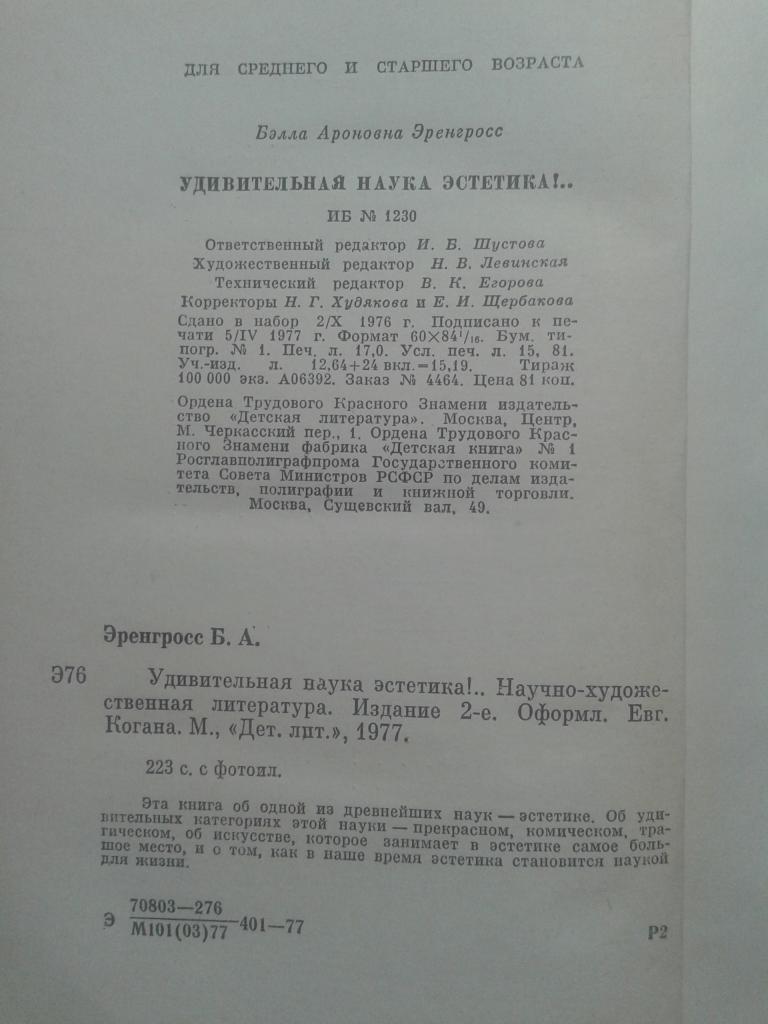 ДЛЯ СРЕДНЕГО И СТАРШЕГО ВОЗРАСТА
Бэлла Ароновна Эренгросс
УДИВИТЕЛЬНАЯ НАУКА ЭСТЕТИКА!..
ИБ № 1230
Ответственный редактор И. Б. Шустова
Художественный редактор Н. В. Левинская
Технический редактор В. К. Егорова
Корректоры Н. Г. Худякова и Е. И. Щербакова
Сдано в набор 2/X 1976 г. Подписано к пе-
чати 5/IV 1977 г. Формат 60×84¹/₁₆. Бум. ти-
погр. № 1. Печ. л. 17,0. Усл. печ. л. 15, 81.
Уч.-изд. л. 12,64+24 вкл.=15,19. Тираж
100 000 экз. А06392. Заказ № 4464. Цена 81 коп.
Ордена Трудового Красного Знамени издатель-
ство «Детская литература». Москва, Центр,
М. Черкасский пер., 1. Ордена Трудового Крас-
ного Знамени фабрика «Детская книга» № 1
Росглавполиграфпрома Государственного коми-
тета Совета Министров РСФСР по делам изда-
тельств, полиграфии и книжной торговли.
Москва, Сущевский вал, 49.
Эренгросс Б. А.
Э76 Удивительная наука эстетика!.. Научно-художе-
ственная литература. Издание 2-е. Оформл. Евг.
Когана. М., «Дет. лит.», 1977.
223 с. с фотоил.
Эта книга об одной из древнейших наук — эстетике. Об уди-
вительных категориях этой науки — прекрасном, комическом, тра-
гическом, об искусстве, которое занимает в эстетике самое боль-
шое место, и о том, как в наше время эстетика становится наукой
для жизни.
70803—276
Э —401—77
М101(03)77
Р2